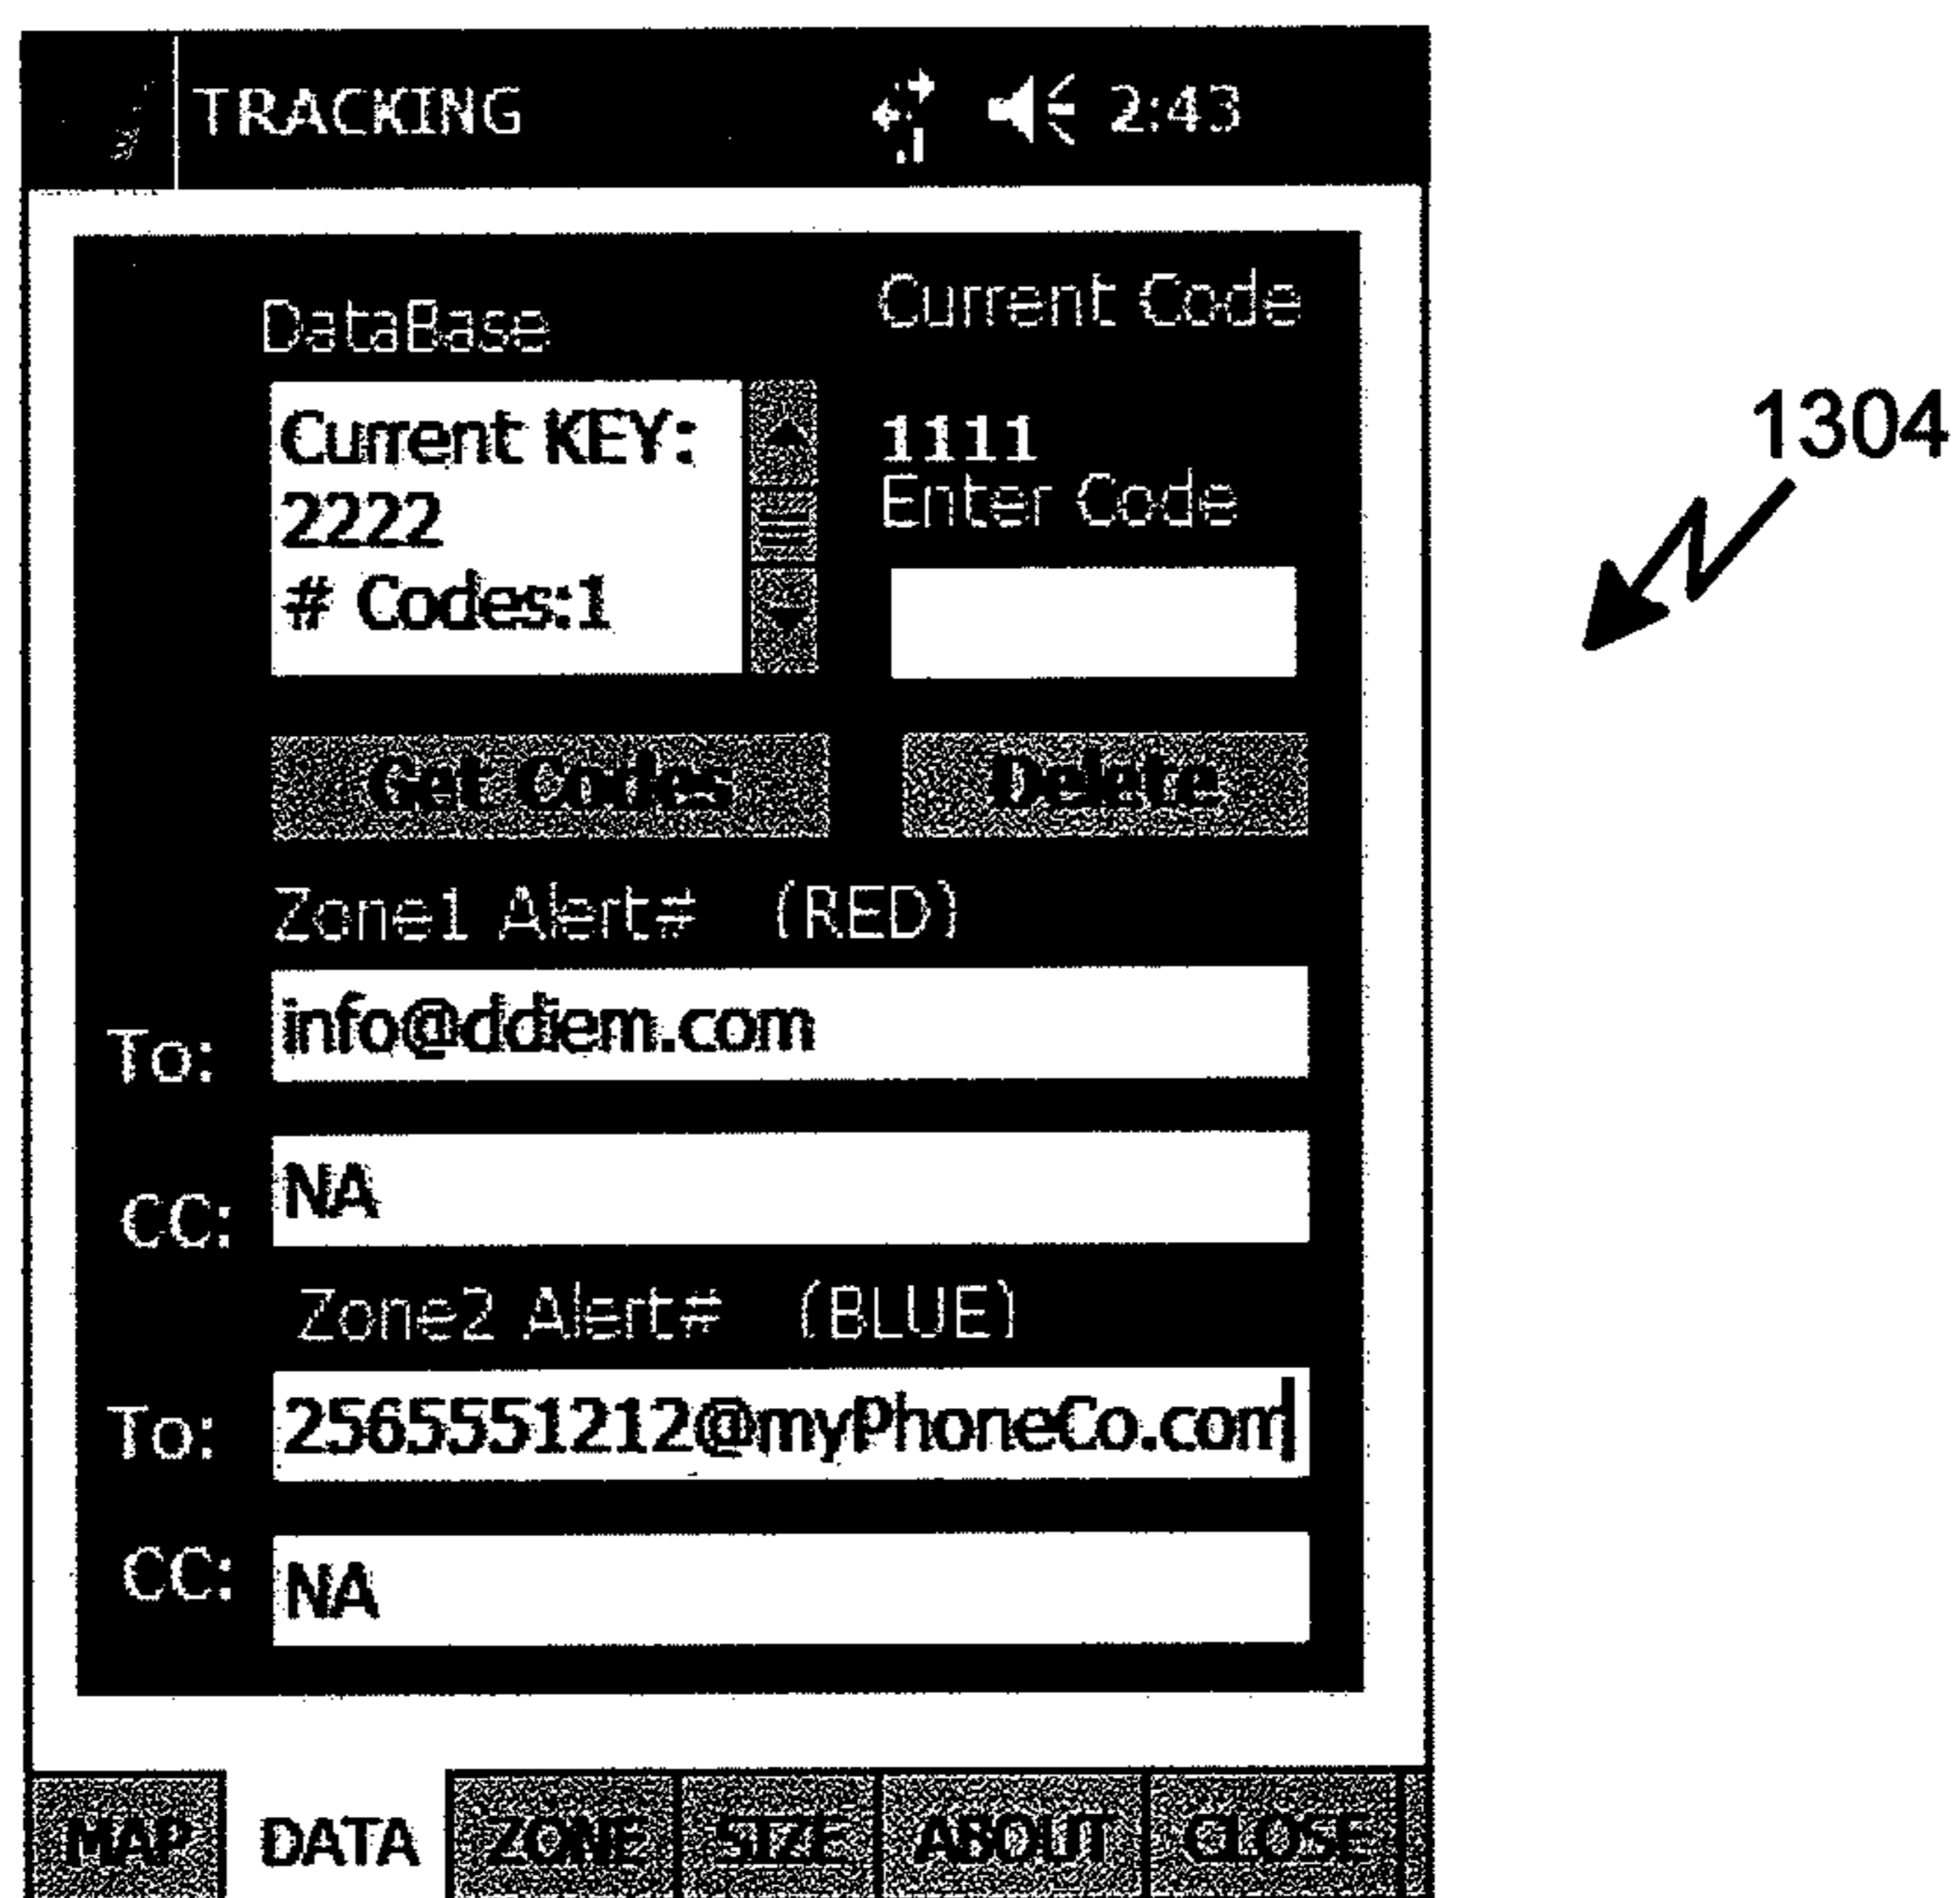 TRACKING 2:43
DataBase
Current Code
Current KEY:
2222
# Codes:1
1111
Enter Code
Get Codes Delete
Zone1 Alert# (RED)
To: info@ddiem.com
CC: NA
Zone2 Alert# (BLUE)
To: 2565551212@myPhoneCo.com
CC: NA
MAP DATA ZONE SIZE ABOUT CLOSE
1304